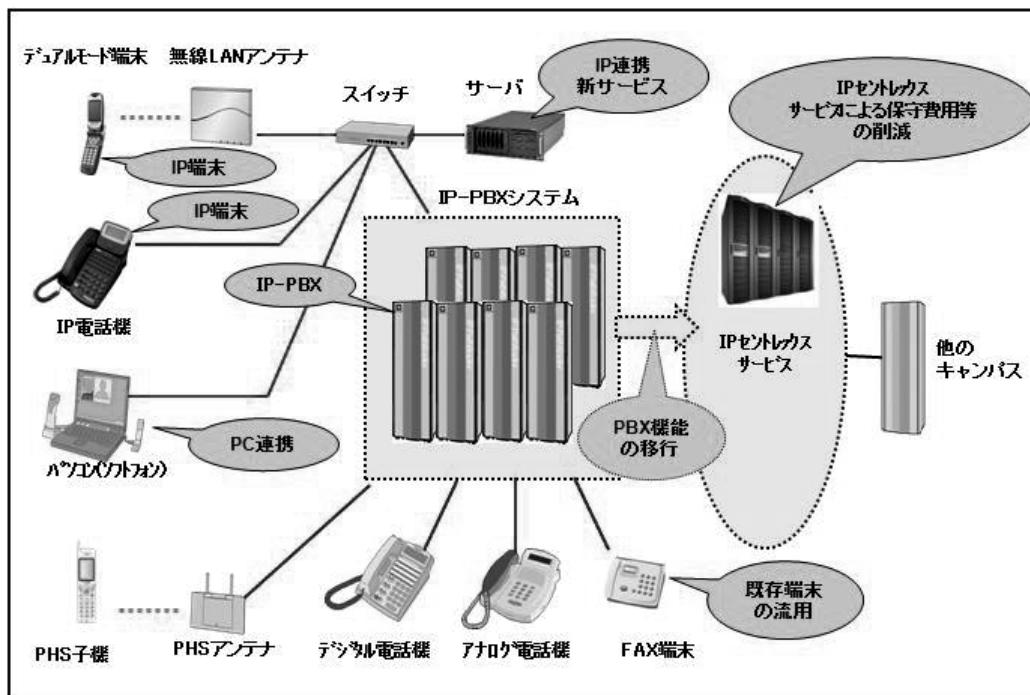 デュアルモード端末
無線LANアンテナ
スイッチ
サーバ
IP連携
新サービス
IPセントレックス
サービスによる保守費用等
の削減
IP端末
IP-PBXシステム
IP端末
IP-PBX
IP電話機
IPセントレックス
サービス
他の
キャンパス
PBX機能
の移行
PC連携
パソコン(ソフトフォン)
既存端末
の流用
PHS子機
PHSアンテナ
デジタル電話機
アナログ電話機
FAX端末